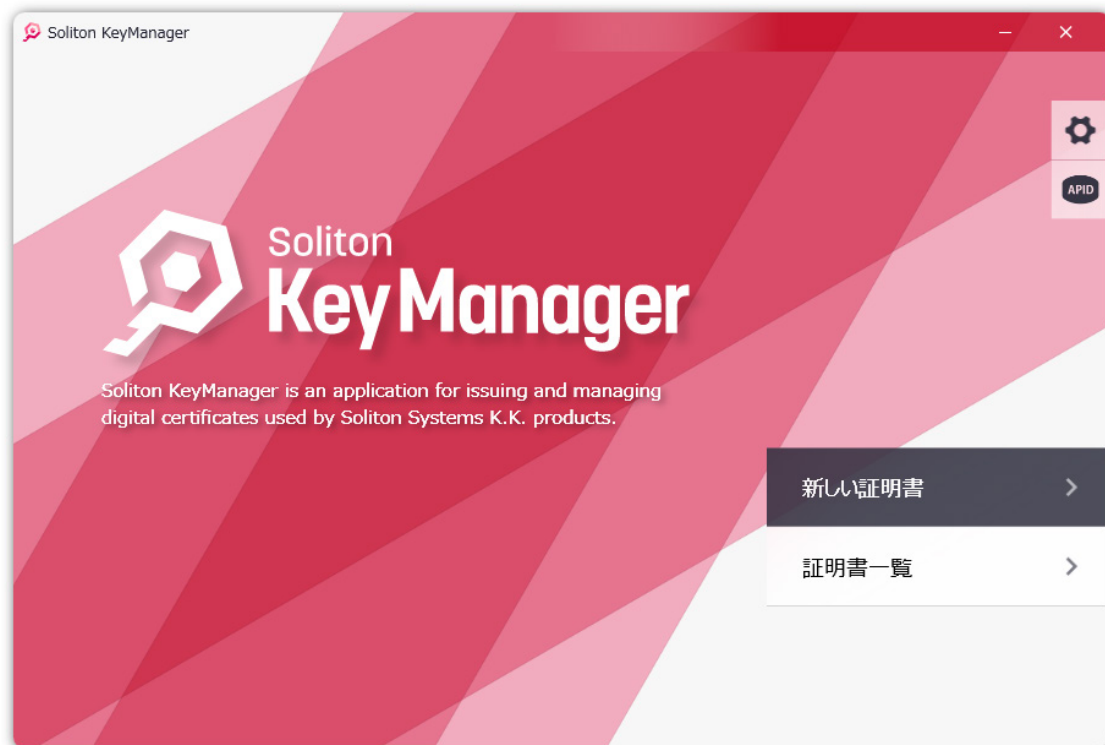 Soliton KeyManager
APID
Soliton
KeyManager
Soliton KeyManager is an application for issuing and managing
digital certificates used by Soliton Systems K.K. products.
新しい証明書
証明書一覧